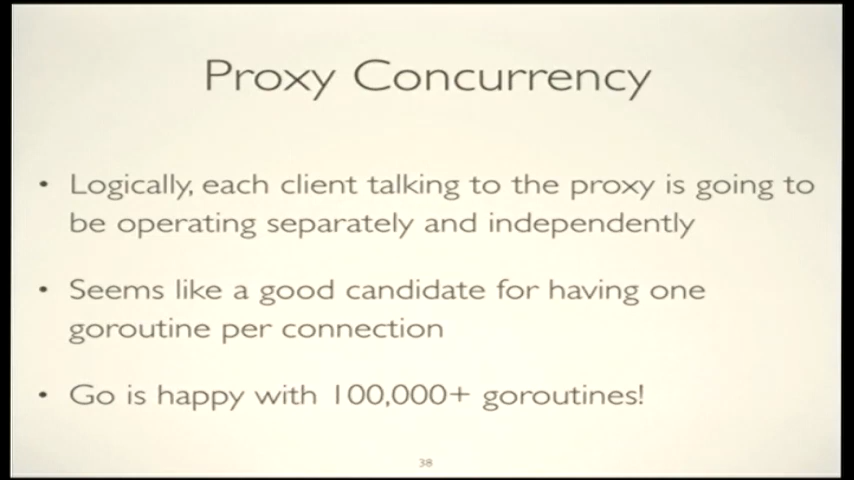 Proxy Concurrency
• Logically, each client talking to the proxy is going to
be operating separately and independently
• Seems like a good candidate for having one
goroutine per connection
• Go is happy with 100,000+ goroutines!
38